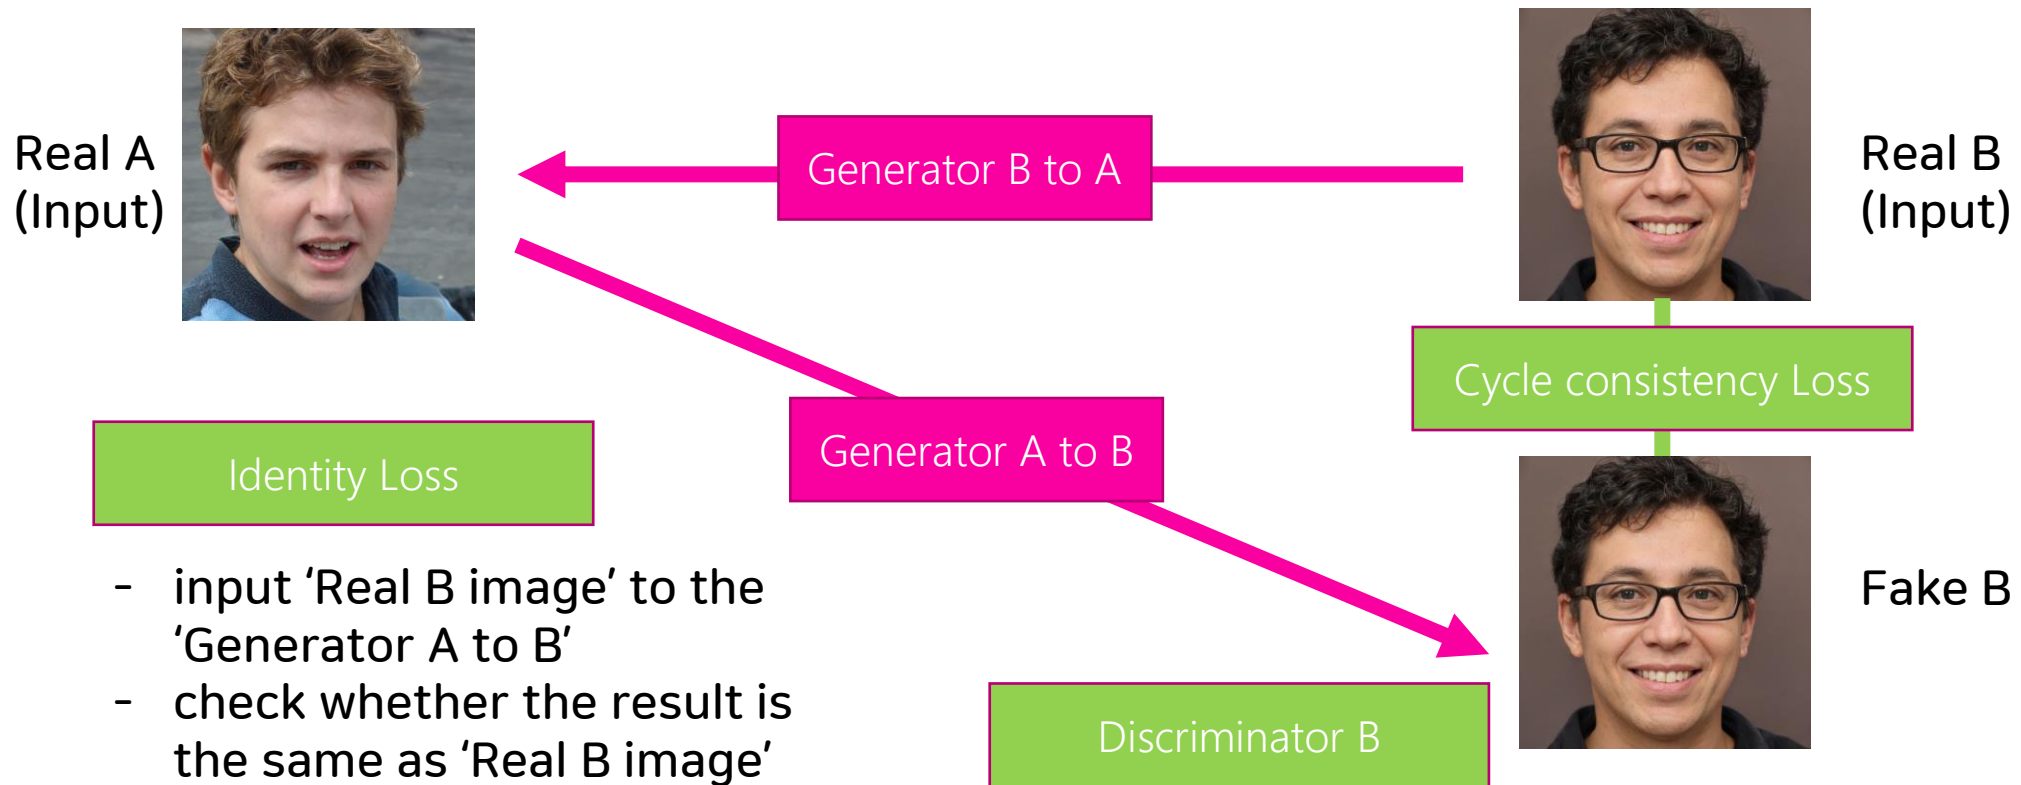 Real A
(Input)
Generator B to A
Real B
(Input)
Cycle consistency Loss
Generator A to B
Identity Loss
- input ‘Real B image’ to the
‘Generator A to B’
- check whether the result is
the same as ‘Real B image’
Fake B
Discriminator B